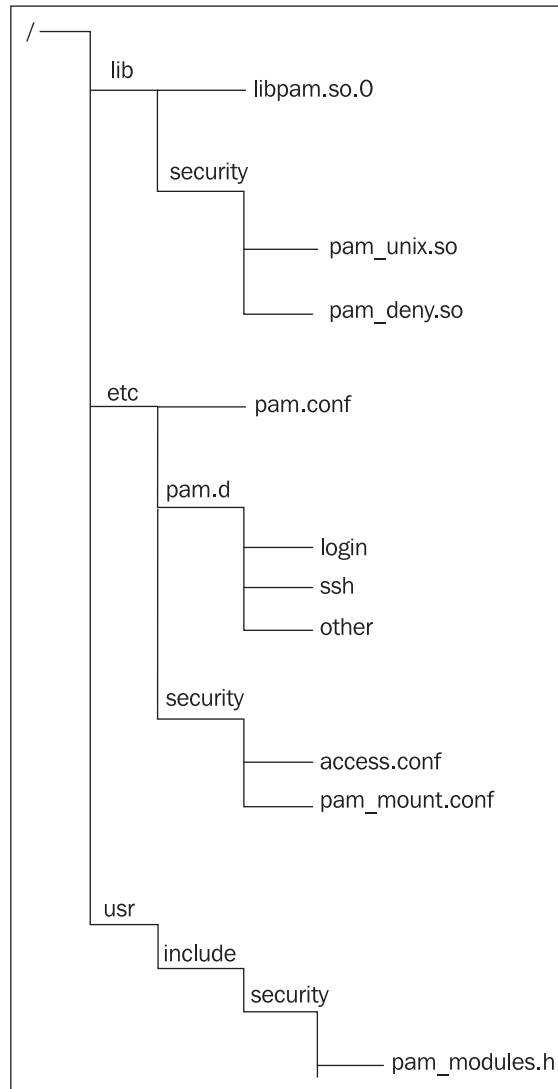 /
lib
libpam.so.0
security
pam_unix.so
pam_deny.so
etc
pam.conf
pam.d
login
ssh
other
security
access.conf
pam_mount.conf
usr
include
security
pam_modules.h